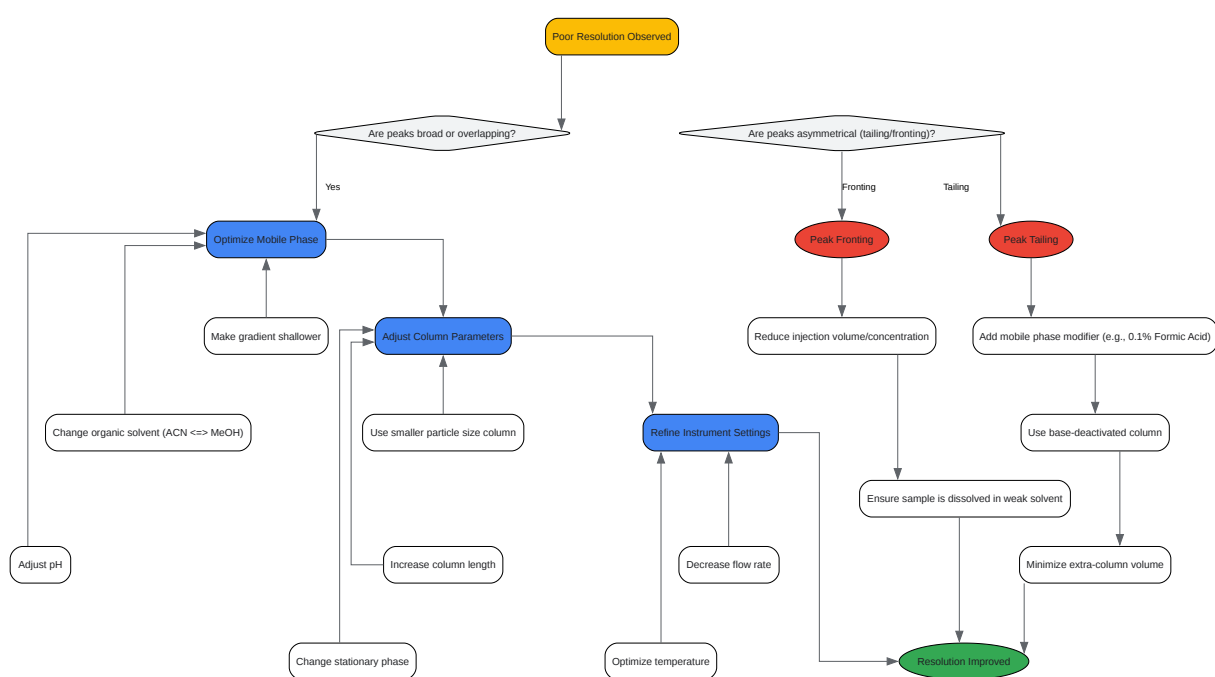 Poor Resolution Observed
Are peaks broad or overlapping?
Are peaks asymmetrical (tailing/fronting)?
Yes
Fronting
Tailing
Optimize Mobile Phase
Peak Fronting
Peak Tailing
Make gradient shallower
Adjust Column Parameters
Reduce injection volume/concentration
Add mobile phase modifier (e.g., 0.1% Formic Acid)
Change organic solvent (ACN <=> MeOH)
Use smaller particle size column
Refine Instrument Settings
Use base-deactivated column
Ensure sample is dissolved in weak solvent
Adjust pH
Increase column length
Decrease flow rate
Minimize extra-column volume
Change stationary phase
Optimize temperature
Resolution Improved